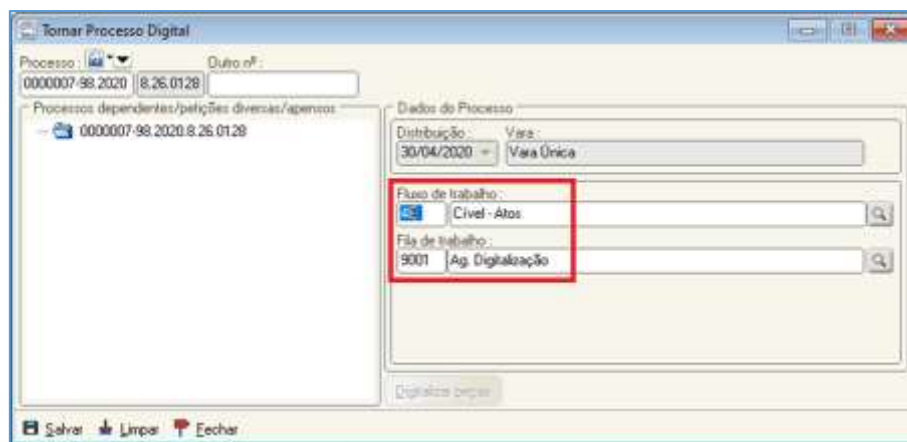 Tornar Processo Digital
Processo :
Outro nº :
0000007-98.2020 8.26.0128
Processos dependentes/petições diversas/apensos
0000007-98.2020.8.26.0128
Dados do Processo
Distribuição : Vara :
30/04/2020 Vara Única
Fluxo de trabalho :
Cível - Atos
Fila de trabalho :
9001 Ag. Digitalização
Digitalizar peças
Salvar Limpar Fechar